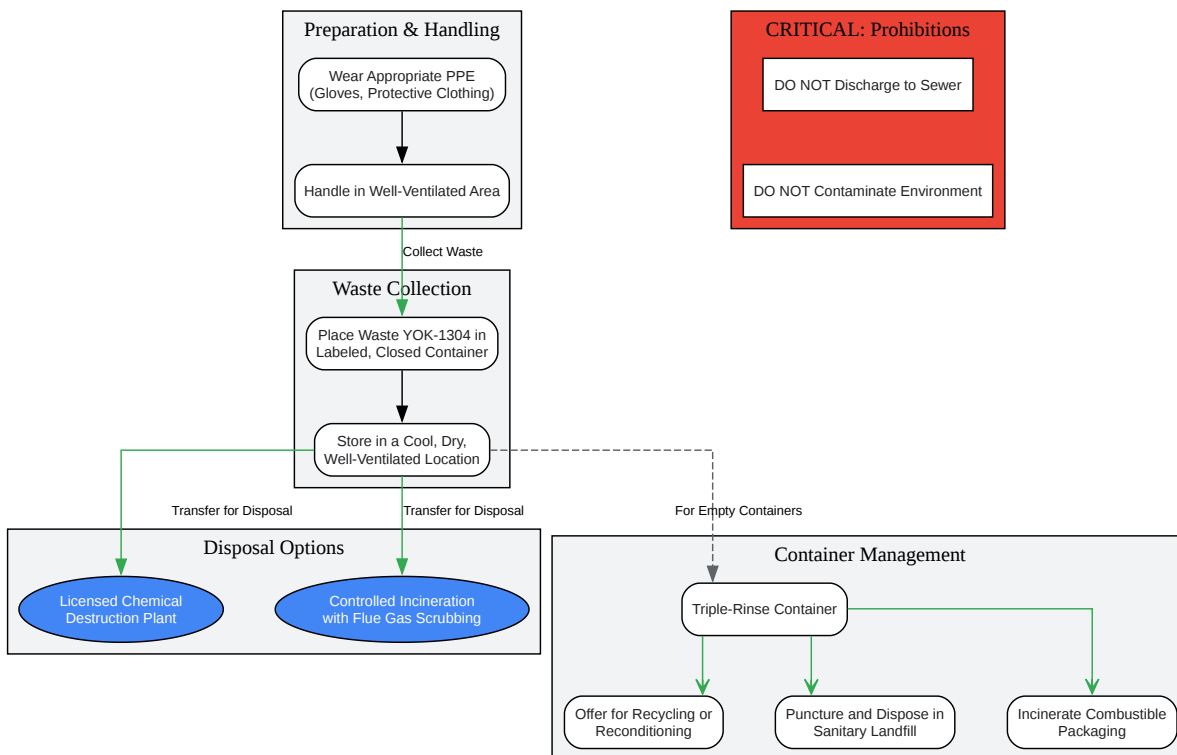 Preparation & Handling
Wear Appropriate PPE
(Gloves, Protective Clothing)
Handle in Well-Ventilated Area
CRITICAL: Prohibitions
DO NOT Discharge to Sewer
DO NOT Contaminate Environment
Collect Waste
Waste Collection
Place Waste YOK-1304 in
Labeled, Closed Container
Store in a Cool, Dry,
Well-Ventilated Location
Transfer for Disposal
Transfer for Disposal
For Empty Containers
Disposal Options
Licensed Chemical
Destruction Plant
Controlled Incineration
with Flue Gas Scrubbing
Container Management
Triple-Rinse Container
Offer for Recycling or
Reconditioning
Puncture and Dispose in
Sanitary Landfill
Incinerate Combustible
Packaging